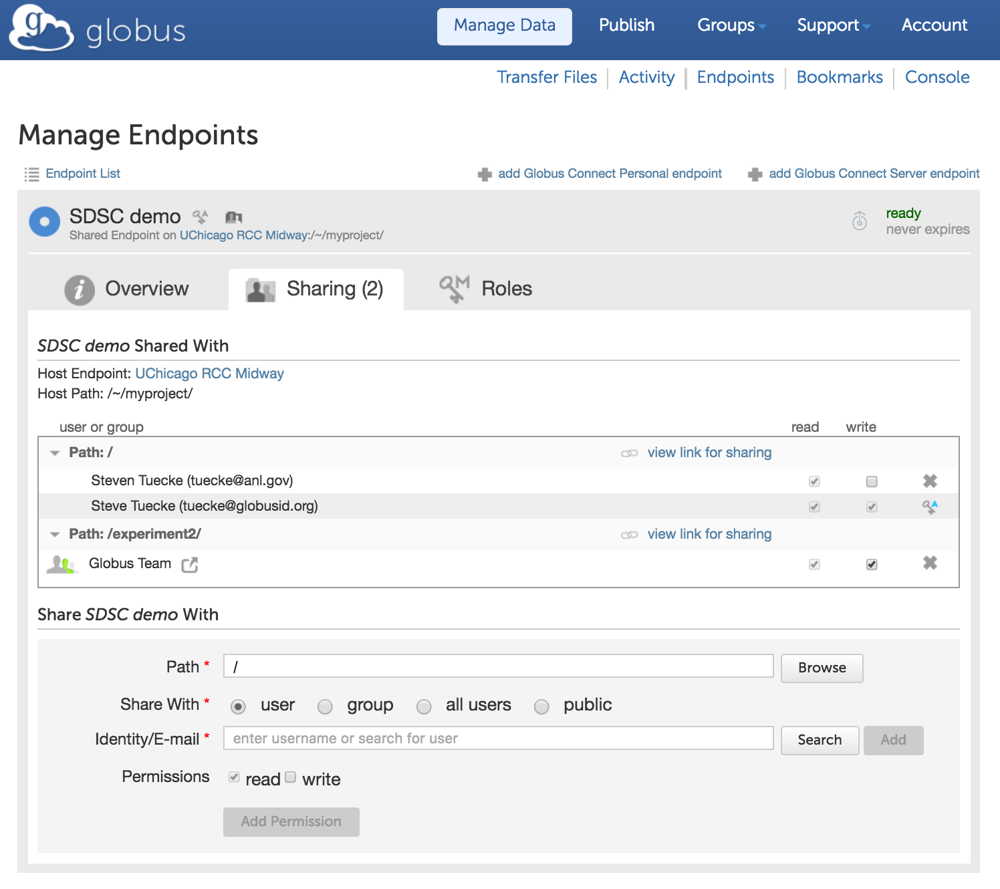 globus
Manage Data Publish Groups Support Account
Transfer Files Activity Endpoints Bookmarks Console
Manage Endpoints
Endpoint List add Globus Connect Personal endpoint add Globus Connect Server endpoint
SDSC demo
Shared Endpoint on UChicago RCC Midway:/~/myproject/
ready
never expires
Overview Sharing (2) Roles
SDSC demo Shared With
Host Endpoint: UChicago RCC Midway
Host Path: /~/myproject/
user or group read write
Path: / view link for sharing
Steven Tuecke (tuecke@anl.gov)
Steve Tuecke (tuecke@globusid.org)
Path: /experiment2/ view link for sharing
Globus Team
Share SDSC demo With
Path * / Browse
Share With * user group all users public
Identity/E-mail * enter username or search for user Search Add
Permissions read write
Add Permission